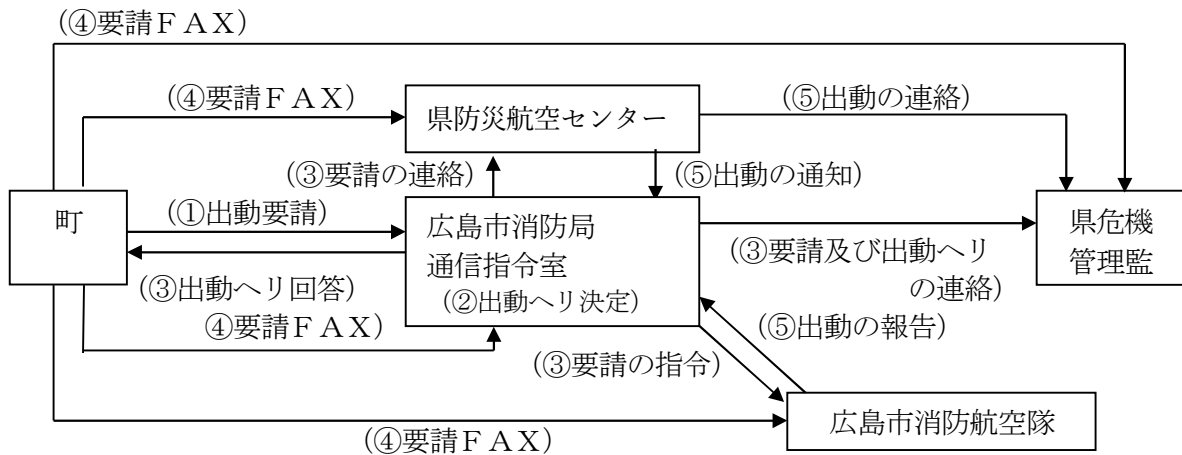 （④要請ＦＡＸ）
（④要請ＦＡＸ）
（⑤出動の連絡）
県防災航空センター
（③要請の連絡）
（⑤出動の通知）
町
（①出動要請）
広島市消防局
通信指令室
（②出動ヘリ決定）
県危機
管理監
（③要請及び出動ヘリ
の連絡）
（③出動ヘリ回答）
④要請ＦＡＸ）
（⑤出動の報告）
（③要請の指令）
広島市消防航空隊
（④要請ＦＡＸ）